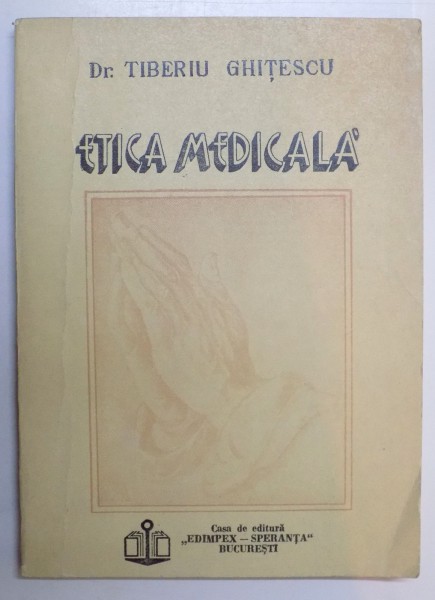 Dr. TIBERIU GHIȚESCU
ETICA MEDICALĂ
Casa de editură
„EDIMPEX — SPERANȚA“
BUCUREȘTI